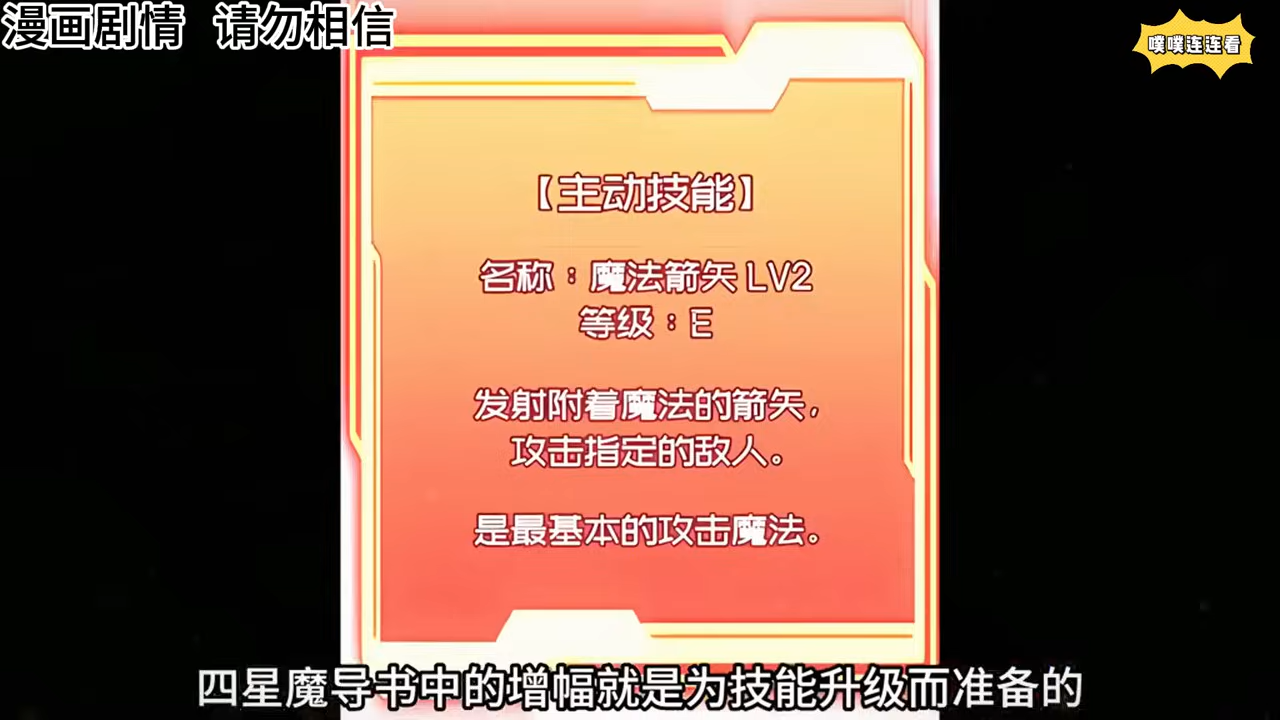 漫画剧情 请勿相信
噗噗连连看
【主动技能】
名称：魔法箭矢 LV2
等级：E
发射附着魔法的箭矢，
攻击指定的敌人。
是最基本的攻击魔法。
四星魔导书中的增幅就是为技能升级而准备的